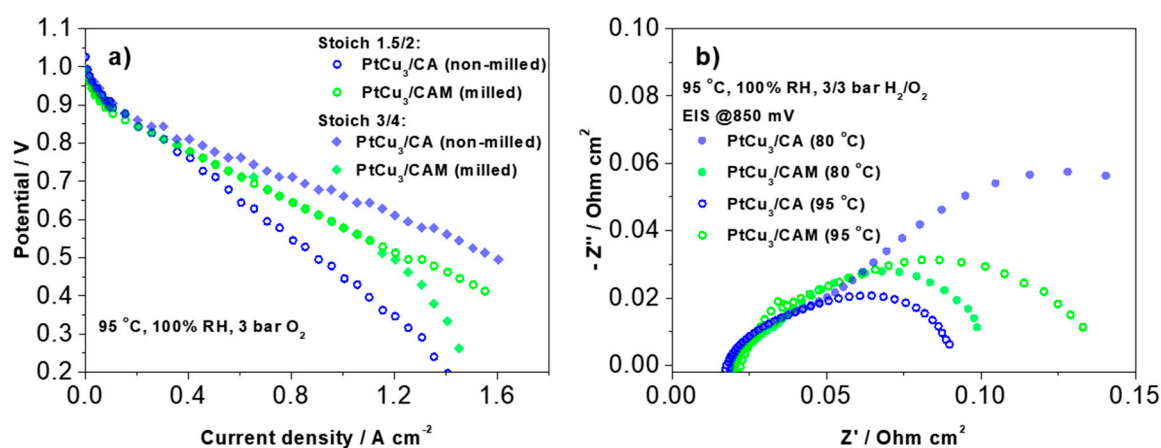 a)
Stoich 1.5/2:
PtCu3/CA (non-milled)
PtCu3/CAM (milled)
Stoich 3/4:
PtCu3/CA (non-milled)
PtCu3/CAM (milled)
95 °C, 100% RH, 3 bar O2
Potential / V
1.1
1.0
0.9
0.8
0.7
0.6
0.5
0.4
0.3
0.2
0.0 0.4 0.8 1.2 1.6
Current density / A cm-2
b)
95 °C, 100% RH, 3/3 bar H2/O2
EIS @850 mV
PtCu3/CA (80 °C)
PtCu3/CAM (80 °C)
PtCu3/CA (95 °C)
PtCu3/CAM (95 °C)
- Z'' / Ohm cm2
0.10
0.08
0.06
0.04
0.02
0.00
0.00 0.05 0.10 0.15
Z' / Ohm cm2